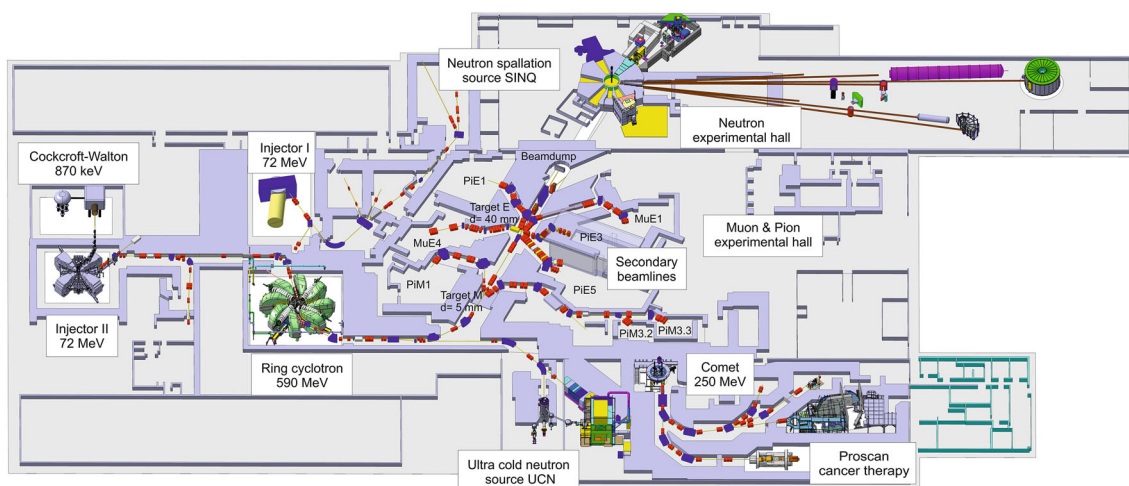 Neutron spallation
source SINQ
Neutron
experimental hall
Cockcroft-Walton
870 keV
Injector I
72 MeV
Beamdump
PiE1
Target E
d= 40 mm
MuE1
MuE4
PiE3
Muon & Pion
experimental hall
Secondary
beamlines
PiM1
PiE5
Target M
d= 5 mm
Injector II
72 MeV
PiM3.2
PiM3.3
Ring cyclotron
590 MeV
Comet
250 MeV
Ultra cold neutron
source UCN
Proscan
cancer therapy